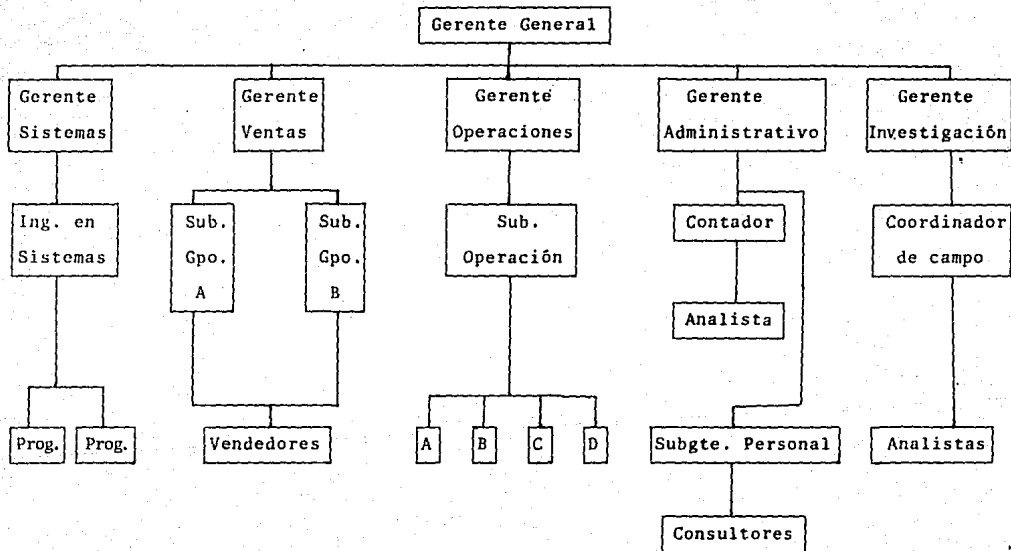 Gerente General
Gerente
Sistemas
Gerente
Ventas
Gerente
Operaciones
Gerente
Administrativo
Gerente
Investigación
Ing. en
Sistemas
Sub.
Gpo.
A
Sub.
Gpo.
B
Sub.
Operación
Contador
Coordinador
de campo
Analista
Prog.
Prog.
Vendedores
A
B
C
D
Subgte. Personal
Analistas
Consultores